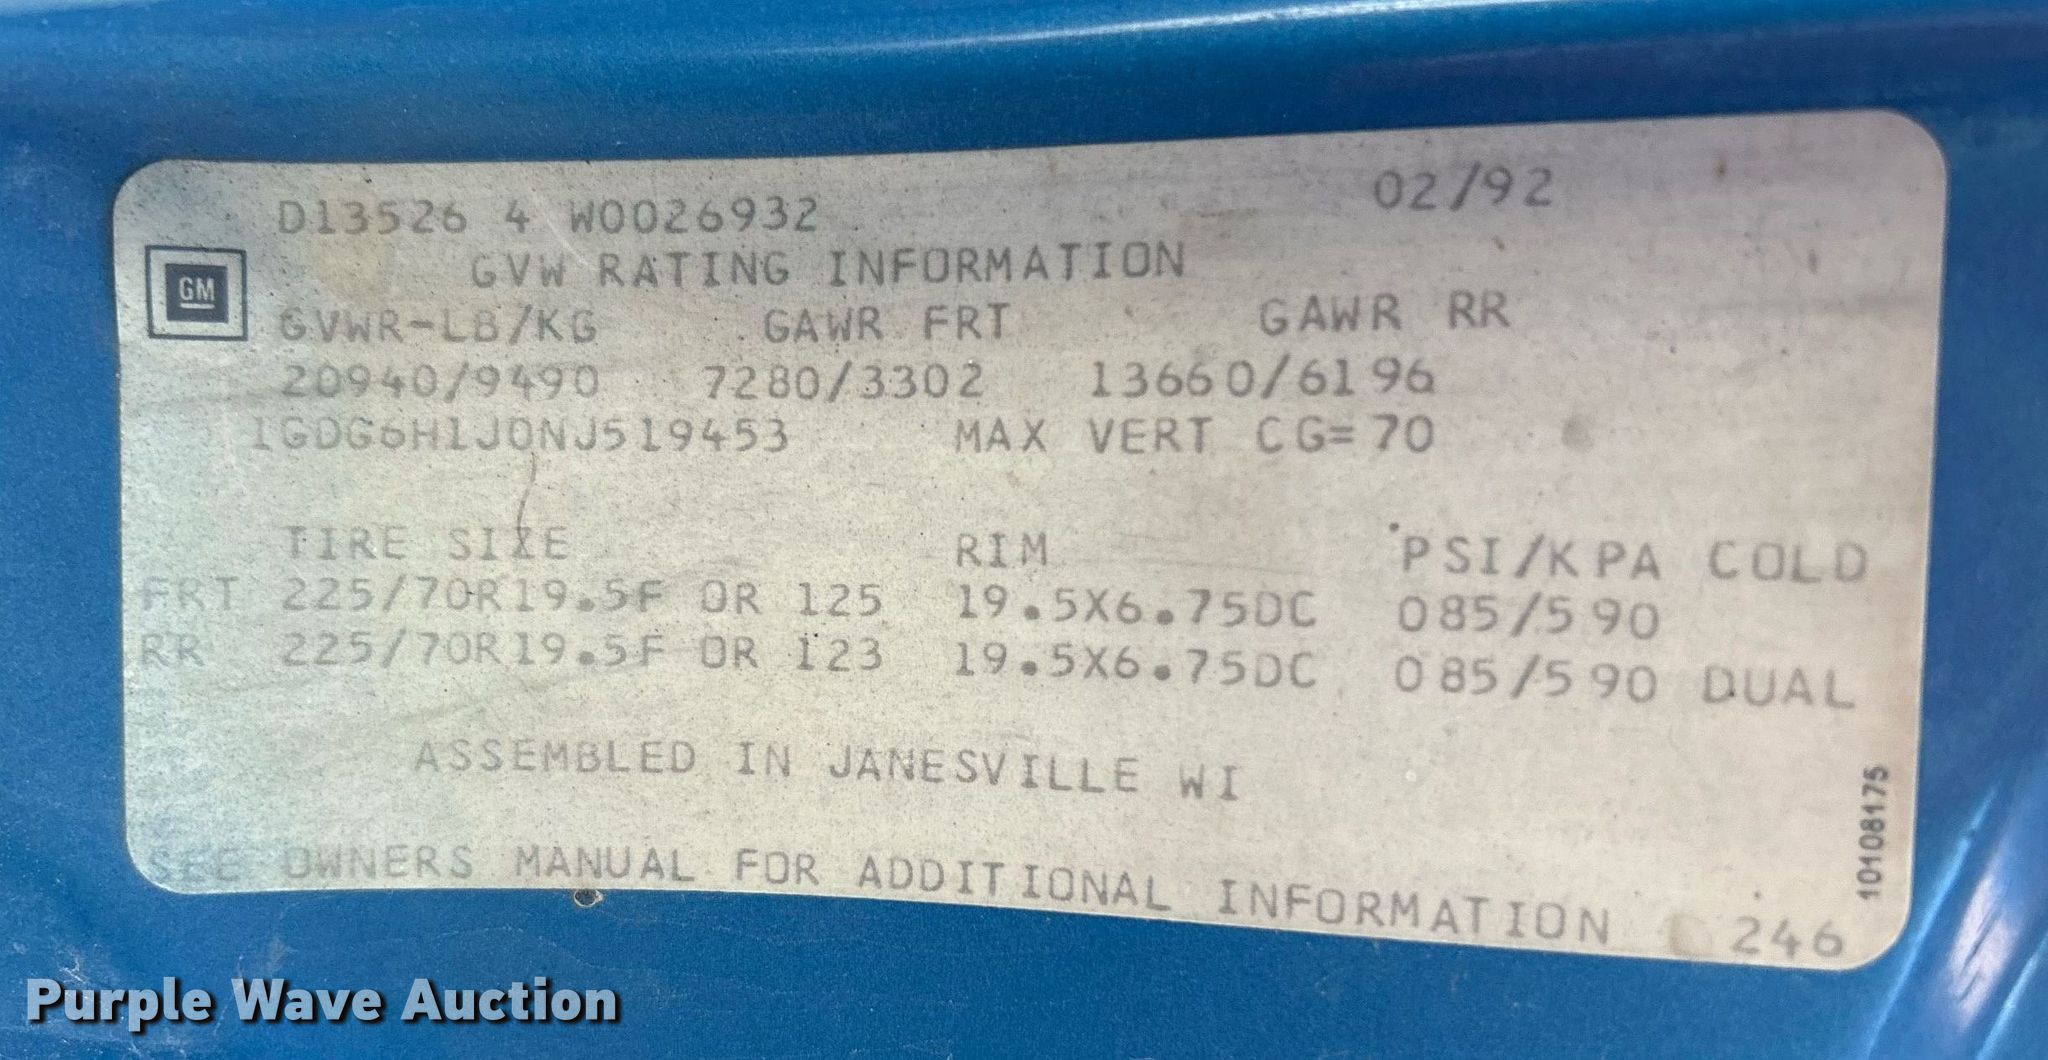 D13526 4 W0026932 02/92
GVW RATING INFORMATION
GM
GVWR-LB/KG GAWR FRT GAWR RR
20940/9490 7280/3302 13660/6196
1GDG6H1J0NJ519453 MAX VERT CG=70
TIRE SIZE RIM PSI/KPA COLD
FRT 225/70R19.5F OR 125 19.5X6.75DC 085/590
RR 225/70R19.5F OR 123 19.5X6.75DC 085/590 DUAL
ASSEMBLED IN JANESVILLE WI
10108175
SEE OWNERS MANUAL FOR ADDITIONAL INFORMATION 246
Purple Wave Auction